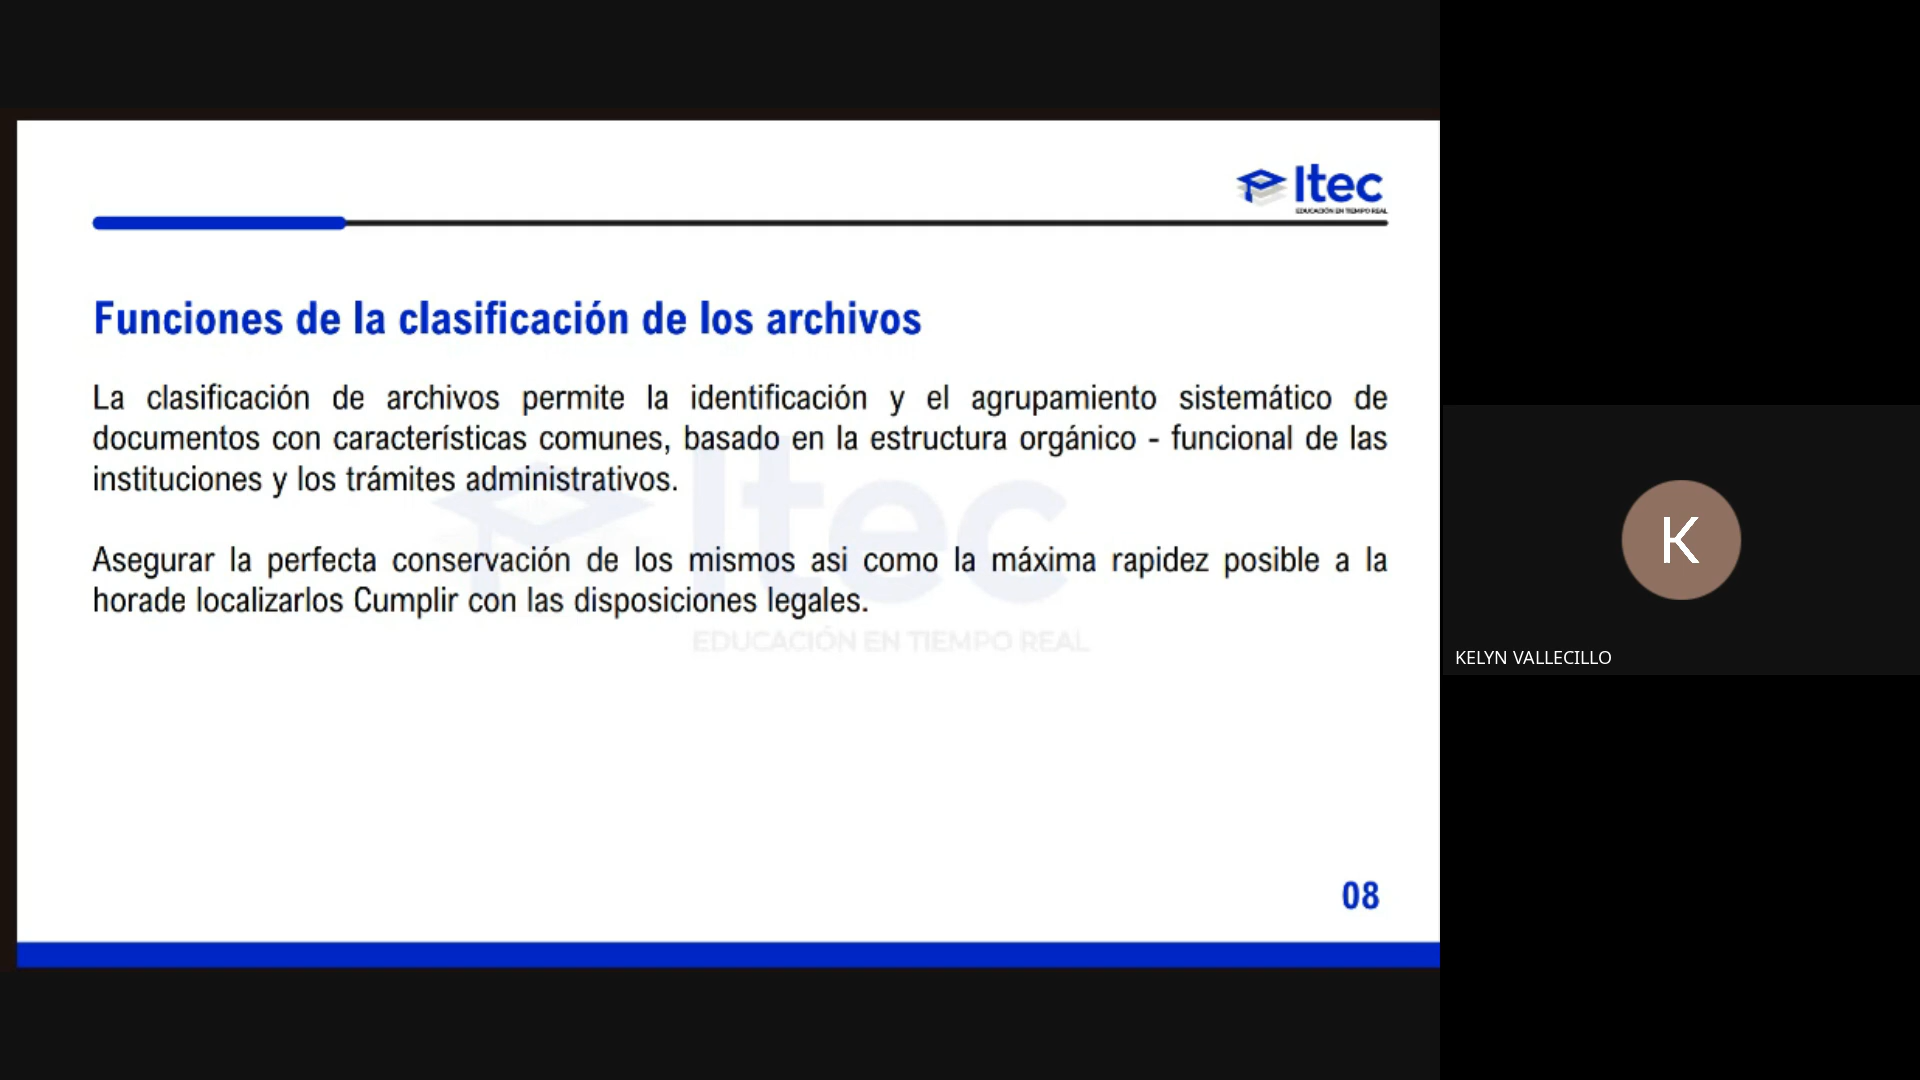 Itec
EDUCACIÓN EN TIEMPO REAL
Funciones de la clasificación de los archivos
La clasificación de archivos permite la identificación y el agrupamiento sistemático de
documentos con características comunes, basado en la estructura orgánico - funcional de las
instituciones y los trámites administrativos.
Asegurar la perfecta conservación de los mismos asi como la máxima rapidez posible a la
horade localizarlos Cumplir con las disposiciones legales.
Itec
EDUCACIÓN EN TIEMPO REAL
08
K
KELYN VALLECILLO